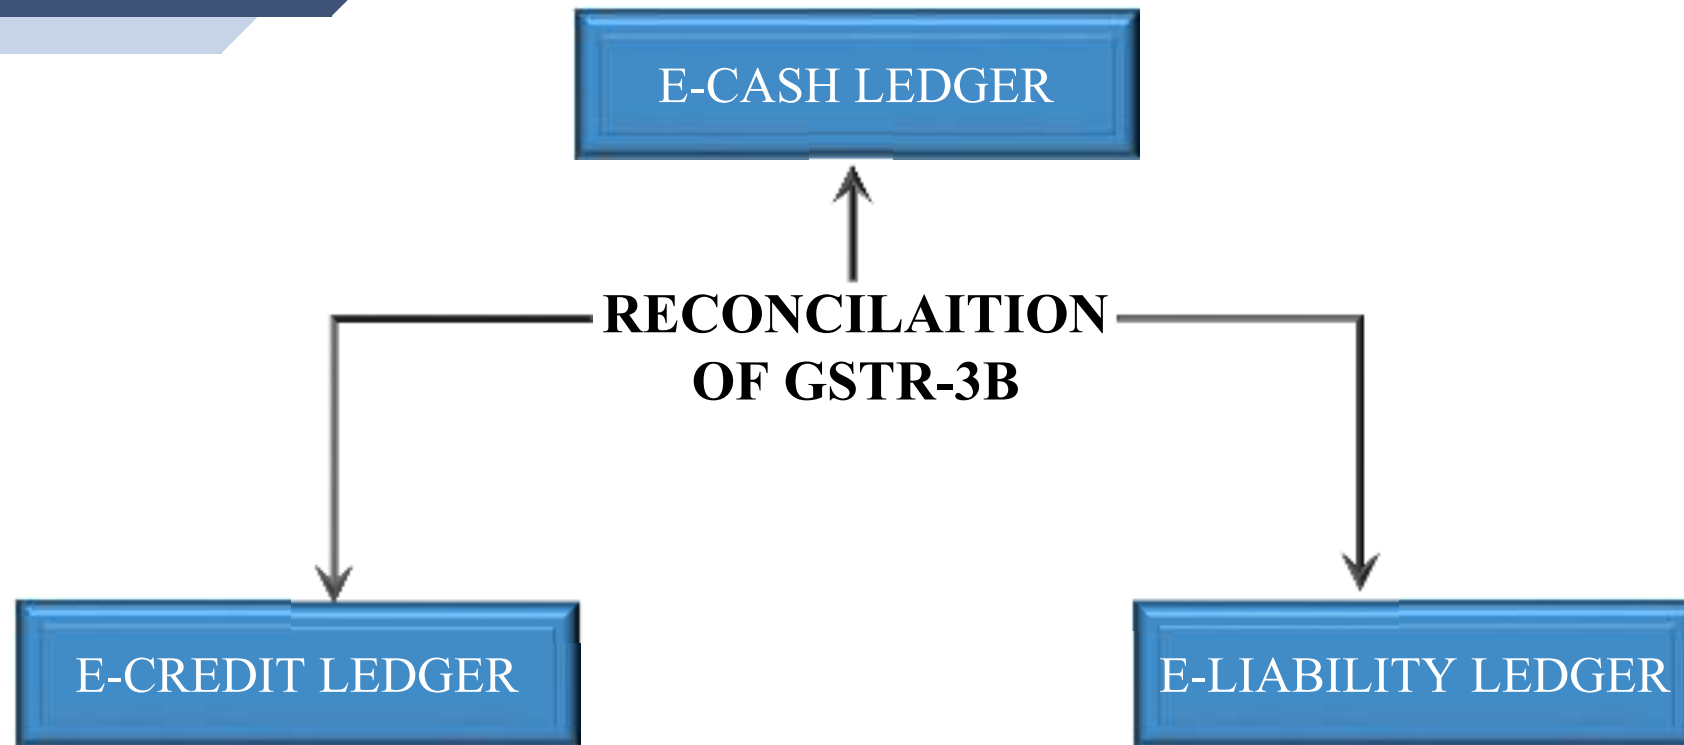 E-CASH LEDGER
RECONCILAITION
OF GSTR-3B
E-CREDIT LEDGER
E-LIABILITY LEDGER